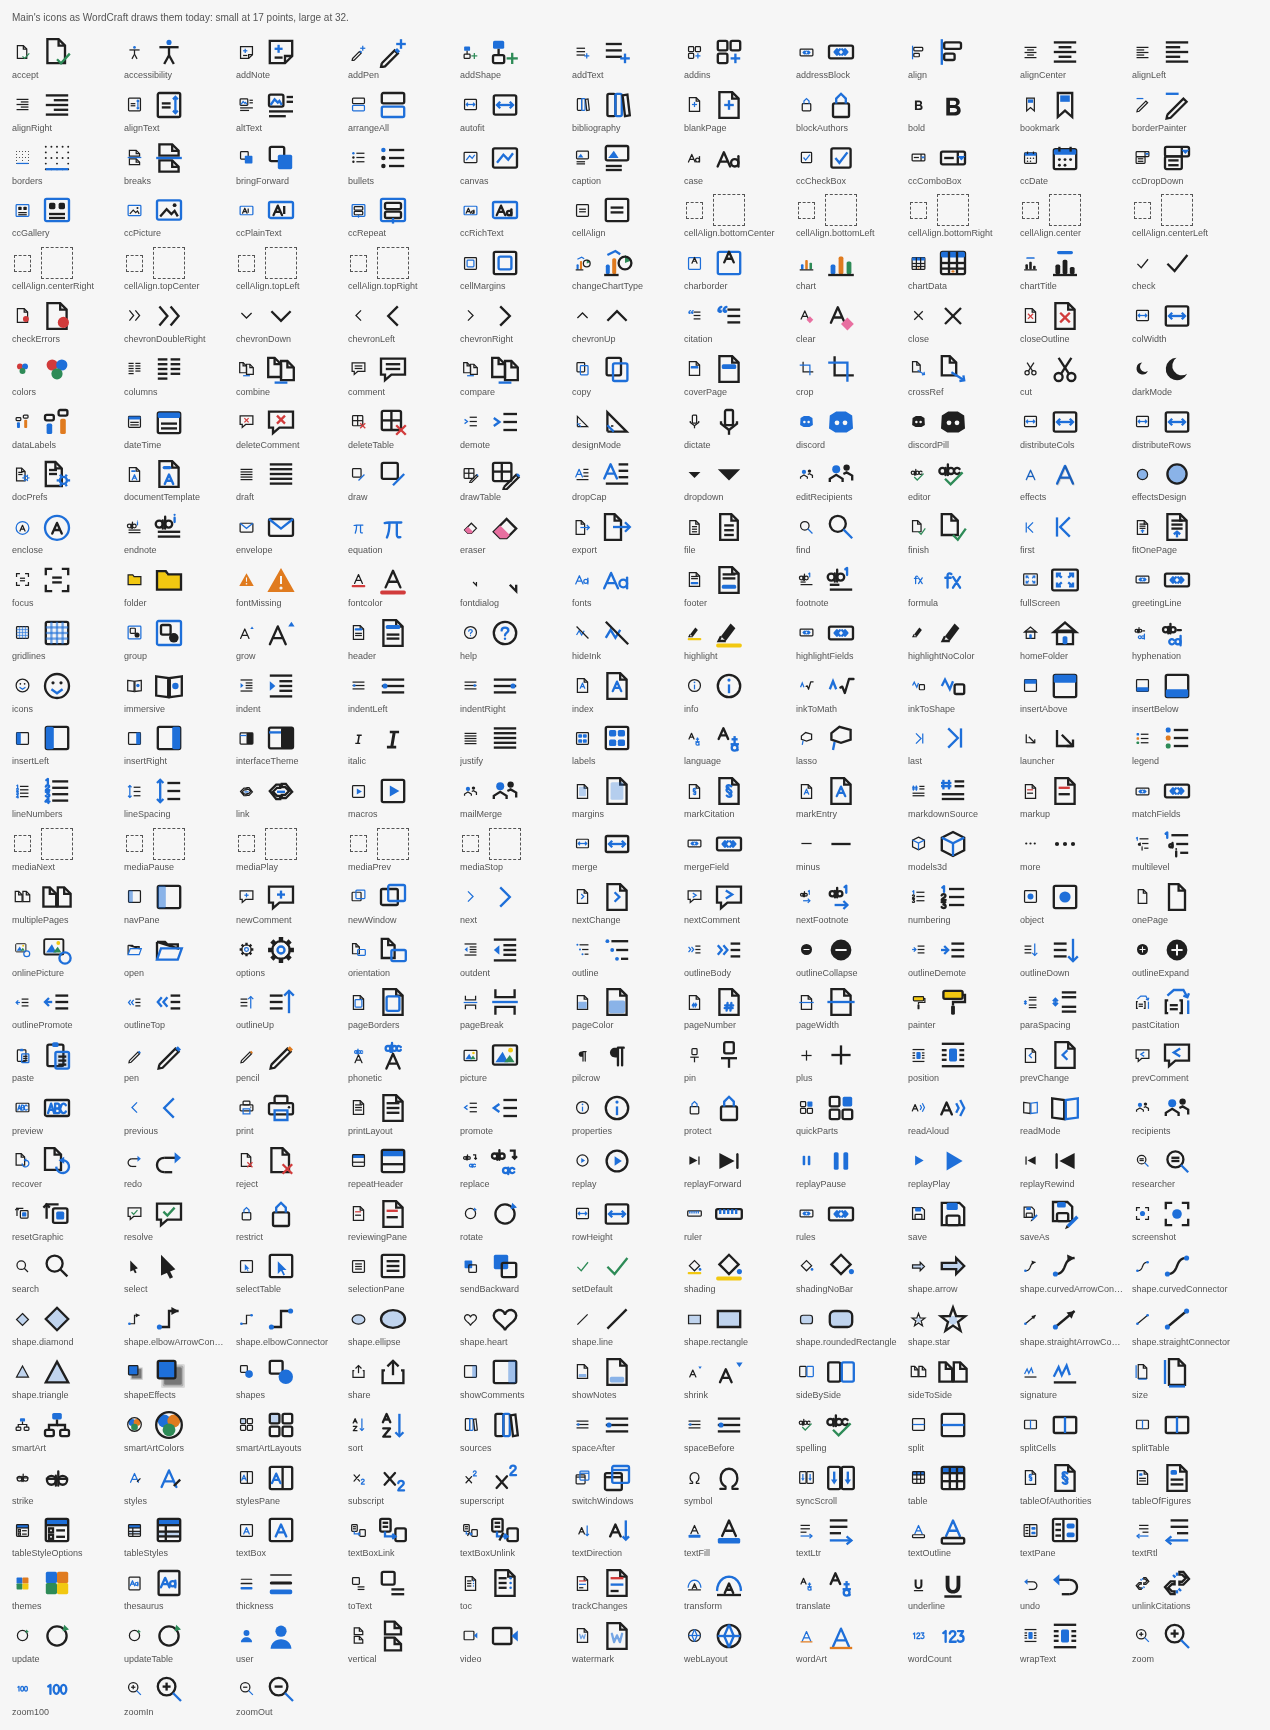 Main's icons as WordCraft draws them today: small at 17 points, large at 32.
accept accessibility addNote addPen addShape addText addins addressBlock align alignCenter alignLeft
alignRight alignText altText arrangeAll autofit bibliography blankPage blockAuthors bold bookmark borderPainter
borders breaks bringForward bullets canvas caption case ccCheckBox ccComboBox ccDate ccDropDown
ccGallery ccPicture ccPlainText ccRepeat ccRichText cellAlign cellAlign.bottomCenter cellAlign.bottomLeft cellAlign.bottomRight cellAlign.center cellAlign.centerLeft
cellAlign.centerRight cellAlign.topCenter cellAlign.topLeft cellAlign.topRight cellMargins changeChartType charborder chart chartData chartTitle check
checkErrors chevronDoubleRight chevronDown chevronLeft chevronRight chevronUp citation clear close closeOutline colWidth
colors columns combine comment compare copy coverPage crop crossRef cut darkMode
dataLabels dateTime deleteComment deleteTable demote designMode dictate discord discordPill distributeCols distributeRows
docPrefs documentTemplate draft draw drawTable dropCap dropdown editRecipients editor effects effectsDesign
enclose endnote envelope equation eraser export file find finish first fitOnePage
focus folder fontMissing fontcolor fontdialog fonts footer footnote formula fullScreen greetingLine
gridlines group grow header help hideInk highlight highlightFields highlightNoColor homeFolder hyphenation
icons immersive indent indentLeft indentRight index info inkToMath inkToShape insertAbove insertBelow
insertLeft insertRight interfaceTheme italic justify labels language lasso last launcher legend
lineNumbers lineSpacing link macros mailMerge margins markCitation markEntry markdownSource markup matchFields
mediaNext mediaPause mediaPlay mediaPrev mediaStop merge mergeField minus models3d more multilevel
multiplePages navPane newComment newWindow next nextChange nextComment nextFootnote numbering object onePage
onlinePicture open options orientation outdent outline outlineBody outlineCollapse outlineDemote outlineDown outlineExpand
outlinePromote outlineTop outlineUp pageBorders pageBreak pageColor pageNumber pageWidth painter paraSpacing pastCitation
paste pen pencil phonetic picture pilcrow pin plus position prevChange prevComment
preview previous print printLayout promote properties protect quickParts readAloud readMode recipients
recover redo reject repeatHeader replace replay replayForward replayPause replayPlay replayRewind researcher
resetGraphic resolve restrict reviewingPane rotate rowHeight ruler rules save saveAs screenshot
search select selectTable selectionPane sendBackward setDefault shading shadingNoBar shape.arrow shape.curvedArrowCon… shape.curvedConnector
shape.diamond shape.elbowArrowCon… shape.elbowConnector shape.ellipse shape.heart shape.line shape.rectangle shape.roundedRectangle shape.star shape.straightArrowCo… shape.straightConnector
shape.triangle shapeEffects shapes share showComments showNotes shrink sideBySide sideToSide signature size
smartArt smartArtColors smartArtLayouts sort sources spaceAfter spaceBefore spelling split splitCells splitTable
strike styles stylesPane subscript superscript switchWindows symbol syncScroll table tableOfAuthorities tableOfFigures
tableStyleOptions tableStyles textBox textBoxLink textBoxUnlink textDirection textFill textLtr textOutline textPane textRtl
themes thesaurus thickness toText toc trackChanges transform translate underline undo unlinkCitations
update updateTable user vertical video watermark webLayout wordArt wordCount wrapText zoom
zoom100 zoomIn zoomOut